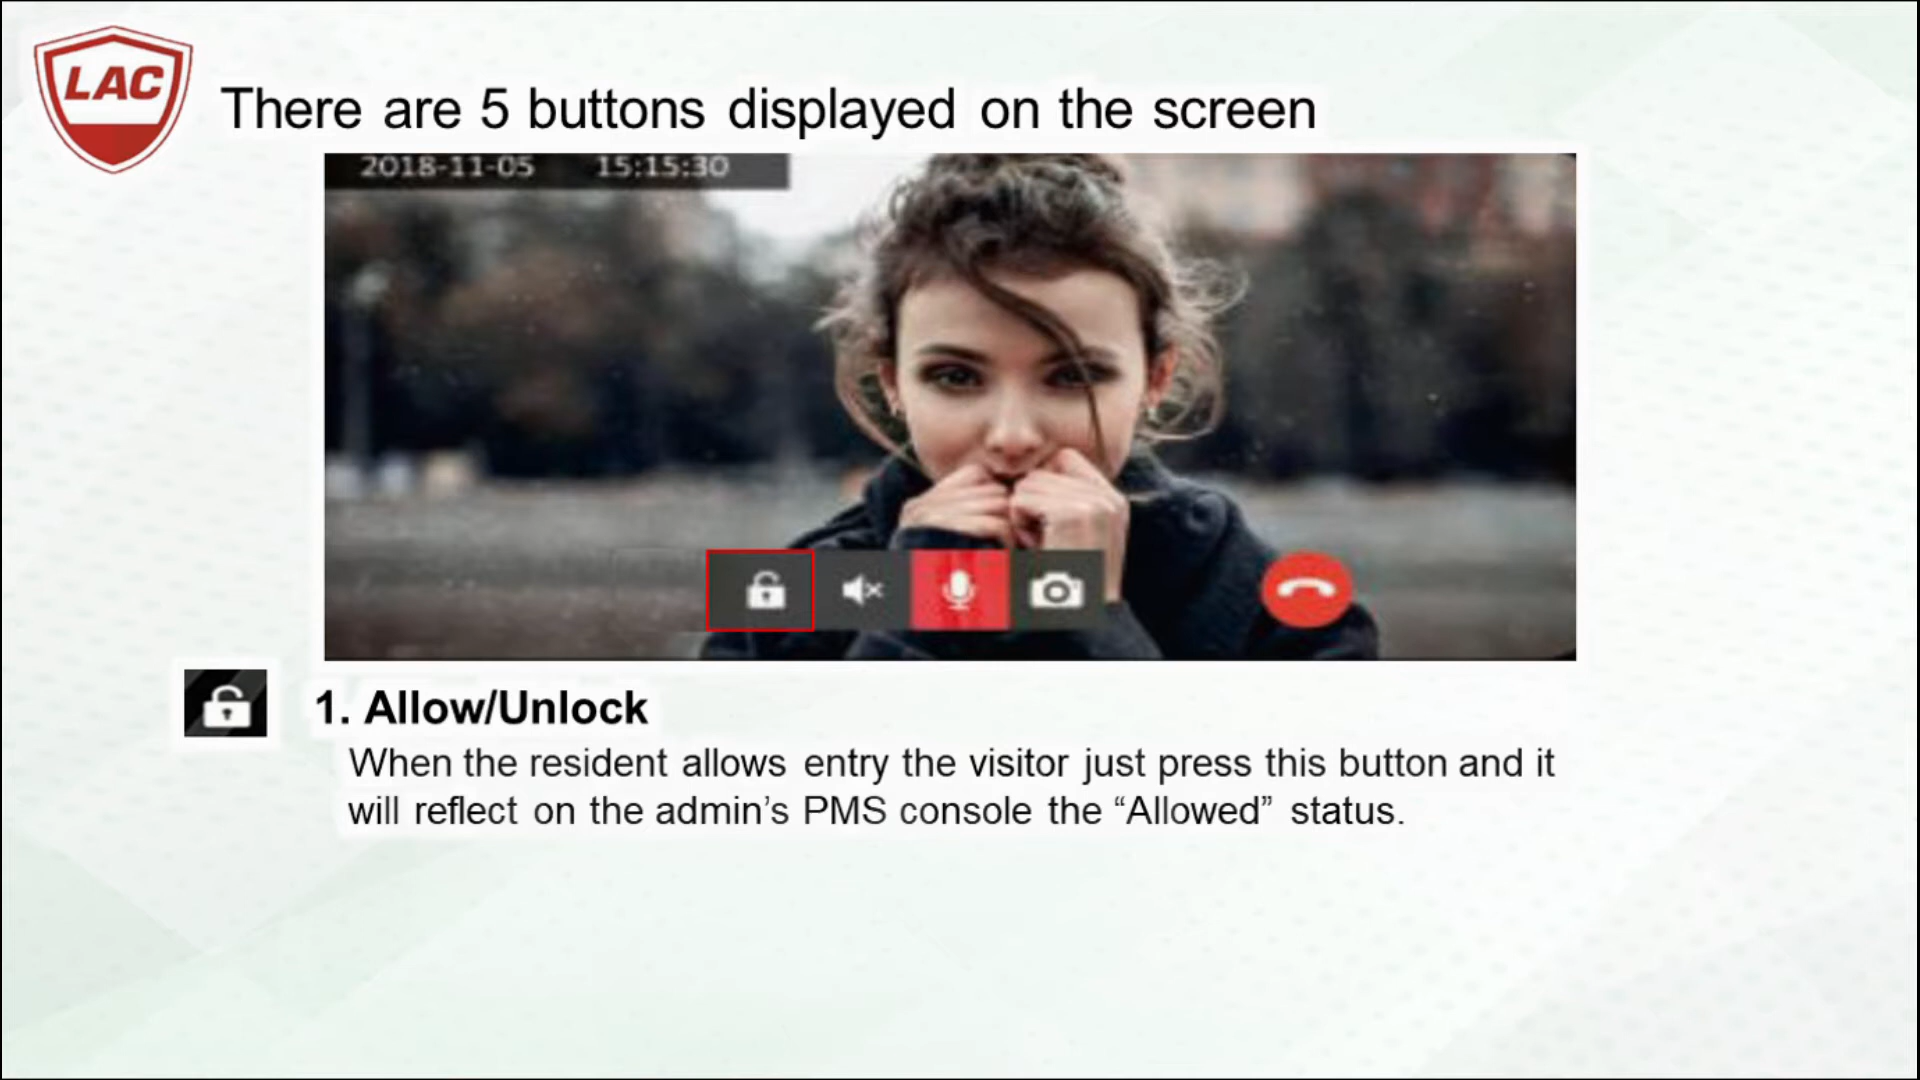 LAC
There are 5 buttons displayed on the screen
2018-11-05 15:15:30
1. Allow/Unlock
When the resident allows entry the visitor just press this button and it
will reflect on the admin’s PMS console the “Allowed” status.